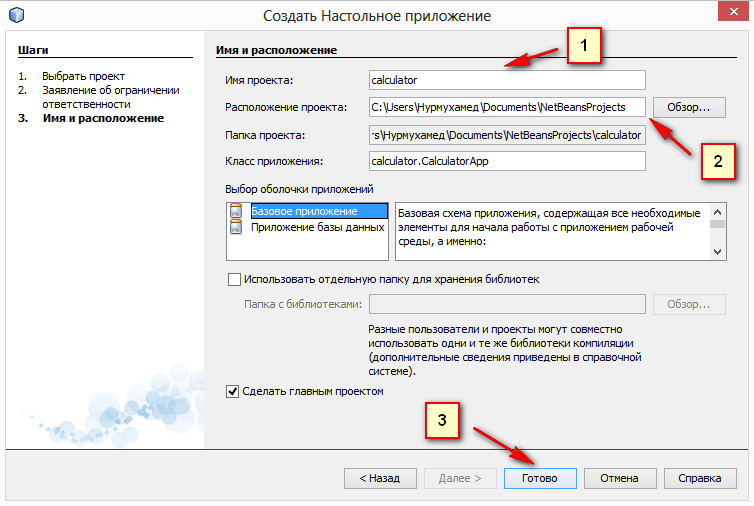 Создать Настольное приложение
Шаги
1. Выбрать проект
2. Заявление об ограничении
ответственности
3. Имя и расположение
Имя и расположение
1
Имя проекта: calculator
Расположение проекта: C:\Users\Нурмухамед\Documents\NetBeansProjects Обзор...
2
Папка проекта: rs\Нурмухамед\Documents\NetBeansProjects\calculator
Класс приложения: calculator.CalculatorApp
Выбор оболочки приложений
Базовое приложение
Приложение базы данных
Базовая схема приложения, содержащая все необходимые
элементы для начала работы с приложением рабочей
среды, а именно:
Использовать отдельную папку для хранения библиотек
Папка с библиотеками: Обзор...
Разные пользователи и проекты могут совместно
использовать одни и те же библиотеки компиляции
(дополнительные сведения приведены в справочной
системе).
Сделать главным проектом
3
< Назад Далее > Готово Отмена Справка